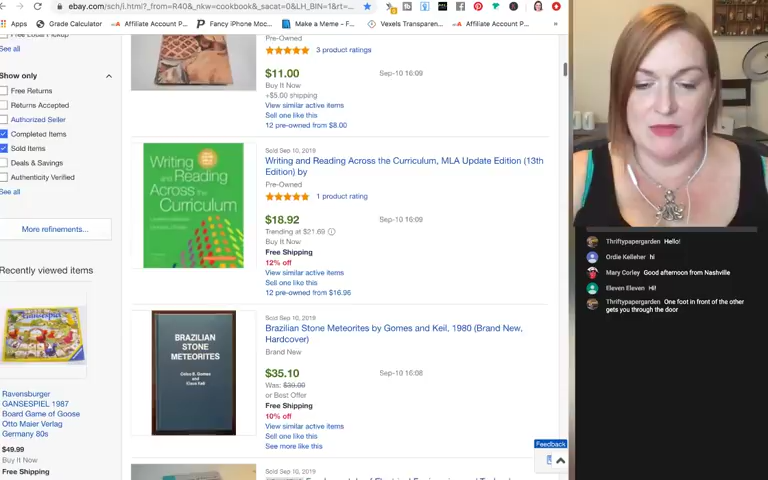 ebay.com/sch/i.html?_from=R40&_nkw=cookbook&_sacat=0&LH_BIN=1&rt=...
Apps
Grade Calculator
Affiliate Account P...
Fancy iPhone Moc...
Make a Meme - F...
Vexels Transparen...
Affiliate Account P...
Free Local Pickup
See all
Show only
Free Returns
Returns Accepted
Authorized Seller
Completed Items
Sold Items
Deals & Savings
Authenticity Verified
See all
More refinements...
Recently viewed items
Ravensburger
GANSESPIEL 1987
Board Game of Goose
Otto Maier Verlag
Germany 80s
$49.99
Buy It Now
Free Shipping
Pre-Owned
3 product ratings
$11.00
Sep-10 16:09
Buy It Now
+$5.00 shipping
View similar active items
Sell one like this
12 pre-owned from $8.00
Writing
and Reading
Across the
Curriculum
Sold Sep 10, 2019
Writing and Reading Across the Curriculum, MLA Update Edition (13th
Edition) by
Pre-Owned
1 product rating
$18.92
Sep-10 16:09
Trending at $21.69
Buy It Now
Free Shipping
12% off
View similar active items
Sell one like this
12 pre-owned from $16.96
BRAZILIAN
STONE
METEORITES
Celso B. Gomes
and
Klaus Keil
Sold Sep 10, 2019
Brazilian Stone Meteorites by Gomes and Keil, 1980 (Brand New,
Hardcover)
Brand New
$35.10
Sep-10 16:08
Was: $39.00
or Best Offer
Free Shipping
10% off
View similar active items
Sell one like this
See more like this
Sold Sep 10, 2019
Feedback
Thriftypapergarden Hello!
Ordie Kelleher hi
Mary Corley Good afternoon from Nashville
Eleven Eleven Hi!
Thriftypapergarden One foot in front of the other
gets you through the door